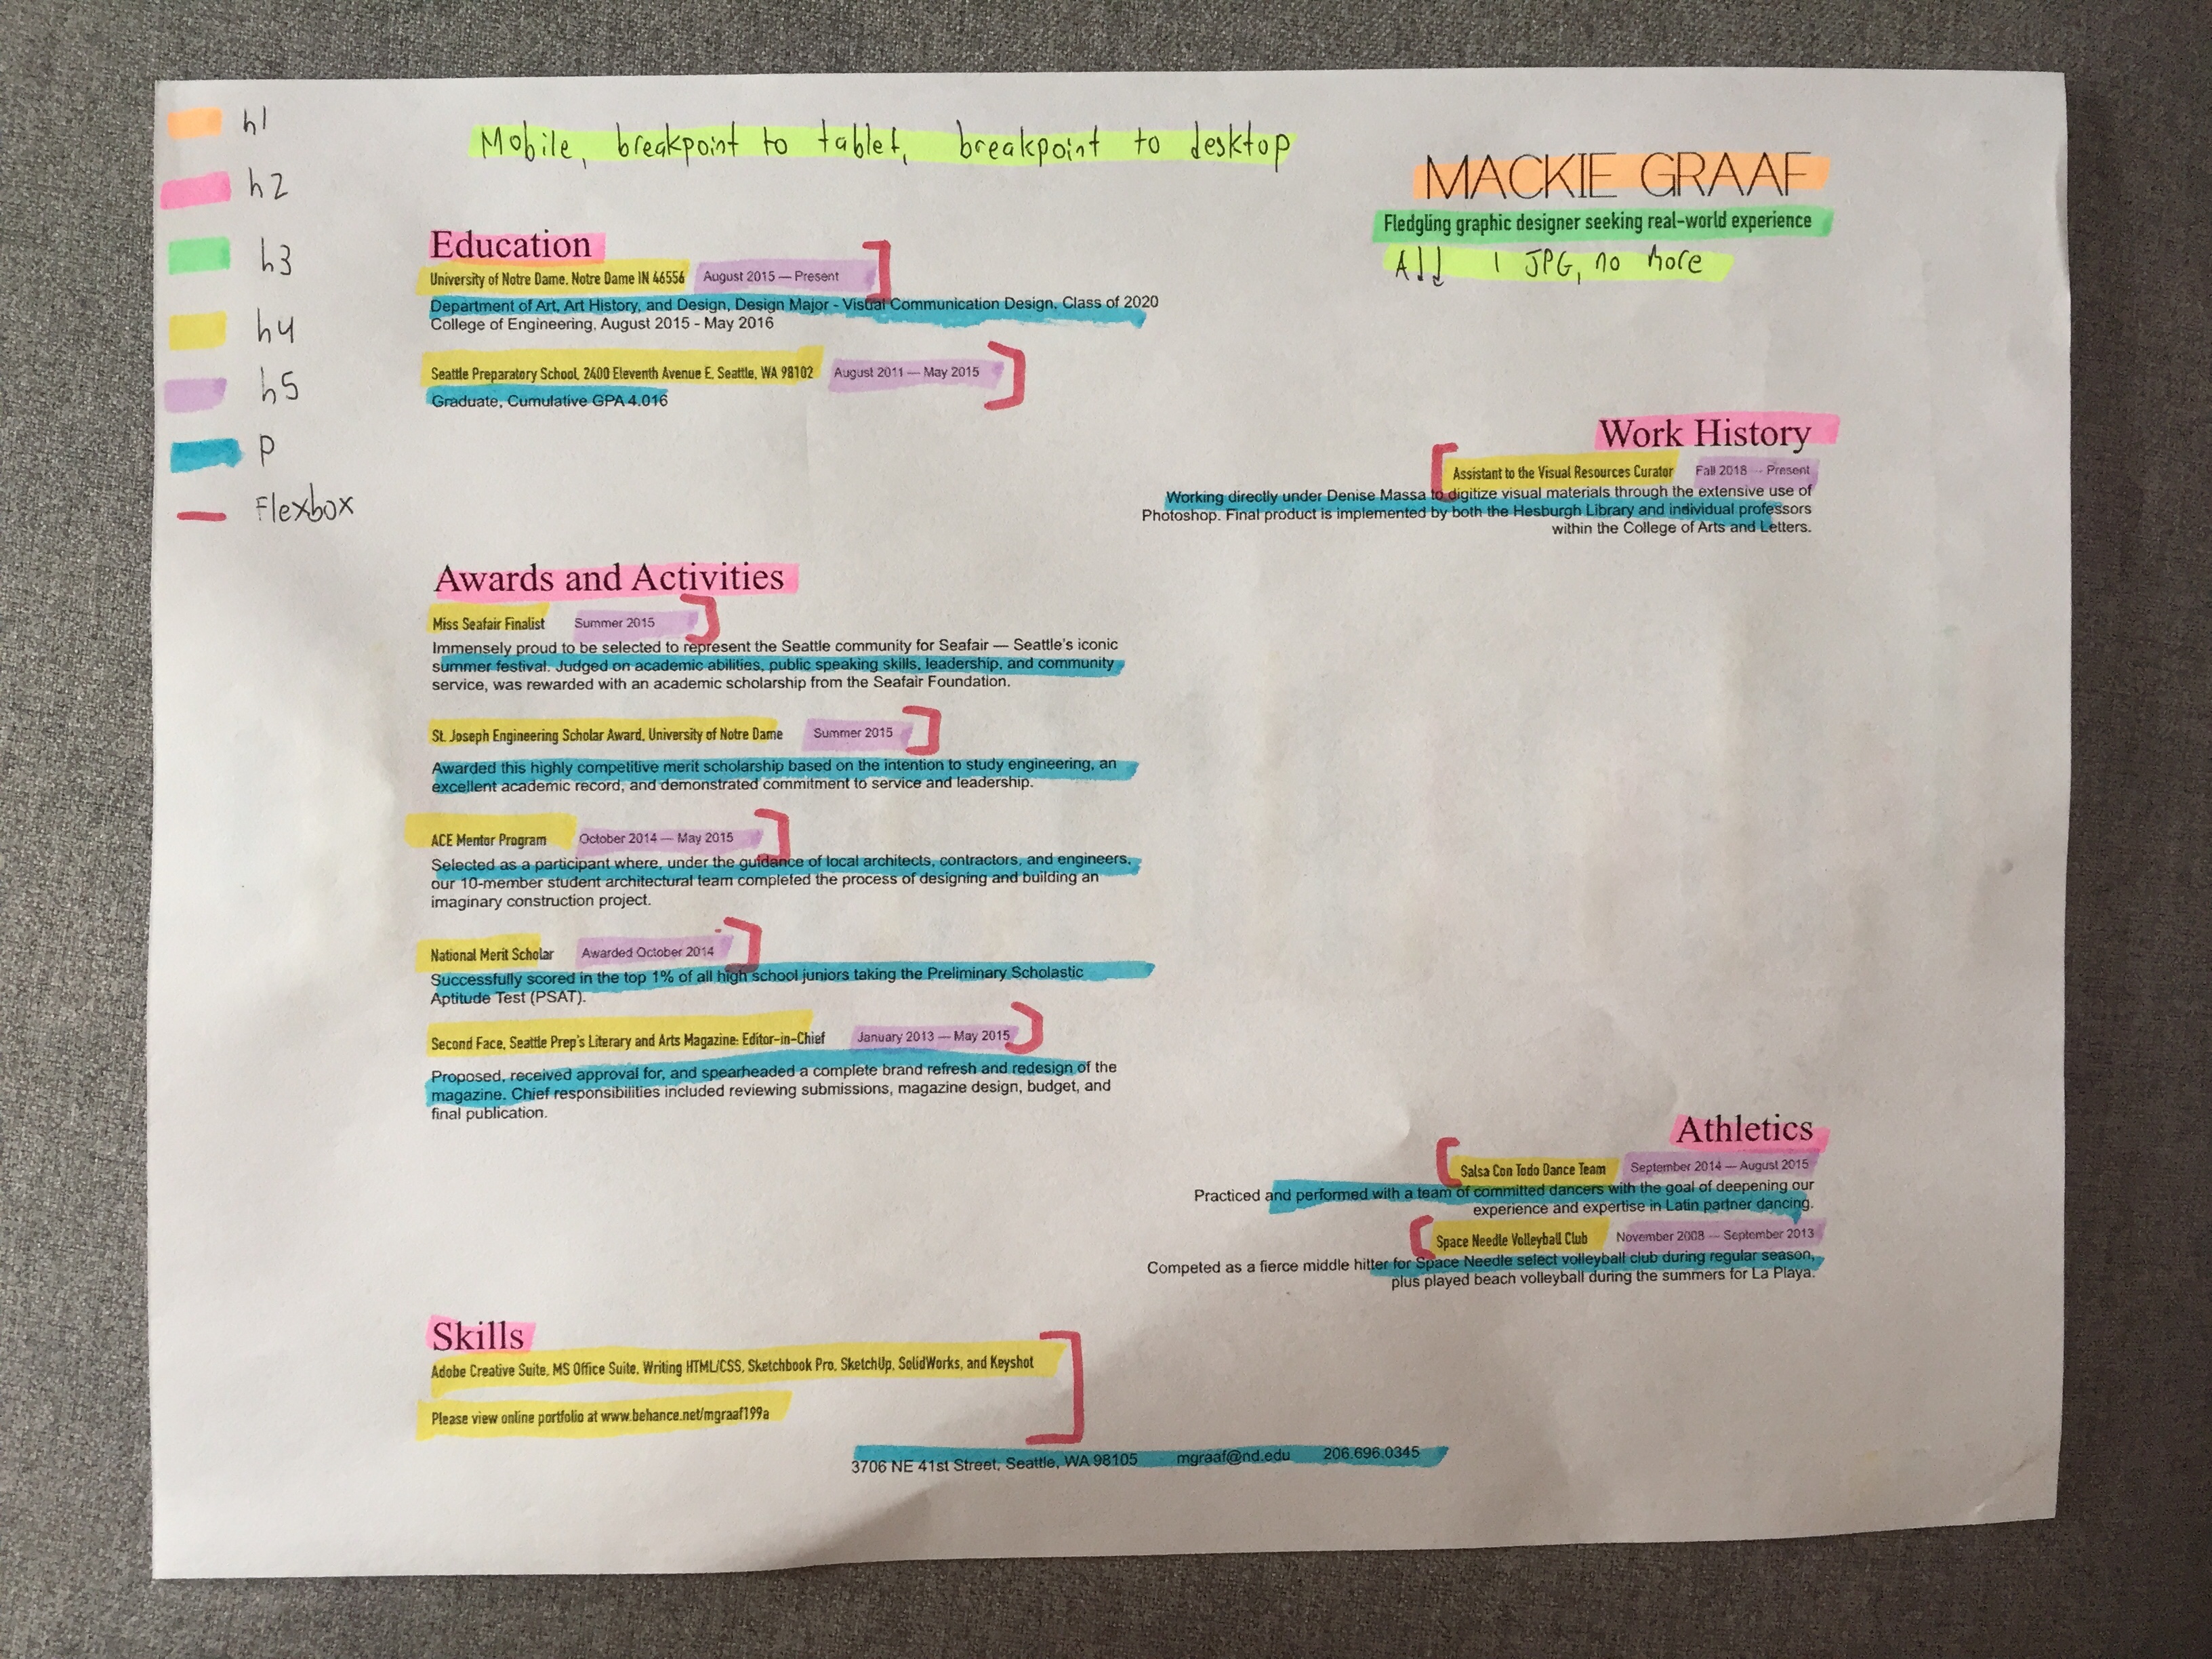 h1
h2
h3
h4
h5
P
Flexbox
Mobile, breakpoint to tablet, breakpoint to desktop
MACKIE GRAAF
Fledgling graphic designer seeking real-world experience
Add 1 JPG, no more
Education
University of Notre Dame, Notre Dame IN 46556 August 2015 — Present
Department of Art, Art History, and Design, Design Major - Visual Communication Design, Class of 2020
College of Engineering, August 2015 - May 2016
Seattle Preparatory School, 2400 Eleventh Avenue E, Seattle, WA 98102 August 2011 — May 2015
Graduate, Cumulative GPA 4.016
Work History
Assistant to the Visual Resources Curator Fall 2018 — Present
Working directly under Denise Massa to digitize visual materials through the extensive use of
Photoshop. Final product is implemented by both the Hesburgh Library and individual professors
within the College of Arts and Letters.
Awards and Activities
Miss Seafair Finalist Summer 2015
Immensely proud to be selected to represent the Seattle community for Seafair — Seattle's iconic
summer festival. Judged on academic abilities, public speaking skills, leadership, and community
service, was rewarded with an academic scholarship from the Seafair Foundation.
St. Joseph Engineering Scholar Award, University of Notre Dame Summer 2015
Awarded this highly competitive merit scholarship based on the intention to study engineering, an
excellent academic record, and demonstrated commitment to service and leadership.
ACE Mentor Program October 2014 — May 2015
Selected as a participant where, under the guidance of local architects, contractors, and engineers,
our 10-member student architectural team completed the process of designing and building an
imaginary construction project.
National Merit Scholar Awarded October 2014
Successfully scored in the top 1% of all high school juniors taking the Preliminary Scholastic
Aptitude Test (PSAT).
Second Face, Seattle Prep's Literary and Arts Magazine: Editor-in-Chief January 2013 — May 2015
Proposed, received approval for, and spearheaded a complete brand refresh and redesign of the
magazine. Chief responsibilities included reviewing submissions, magazine design, budget, and
final publication.
Athletics
Salsa Con Todo Dance Team September 2014 — August 2015
Practiced and performed with a team of committed dancers with the goal of deepening our
experience and expertise in Latin partner dancing.
Space Needle Volleyball Club November 2008 — September 2013
Competed as a fierce middle hitter for Space Needle select volleyball club during regular season,
plus played beach volleyball during the summers for La Playa.
Skills
Adobe Creative Suite, MS Office Suite, Writing HTML/CSS, Sketchbook Pro, SketchUp, SolidWorks, and Keyshot
Please view online portfolio at www.behance.net/mgraaf199a
3706 NE 41st Street, Seattle, WA 98105 mgraaf@nd.edu 206.696.0345